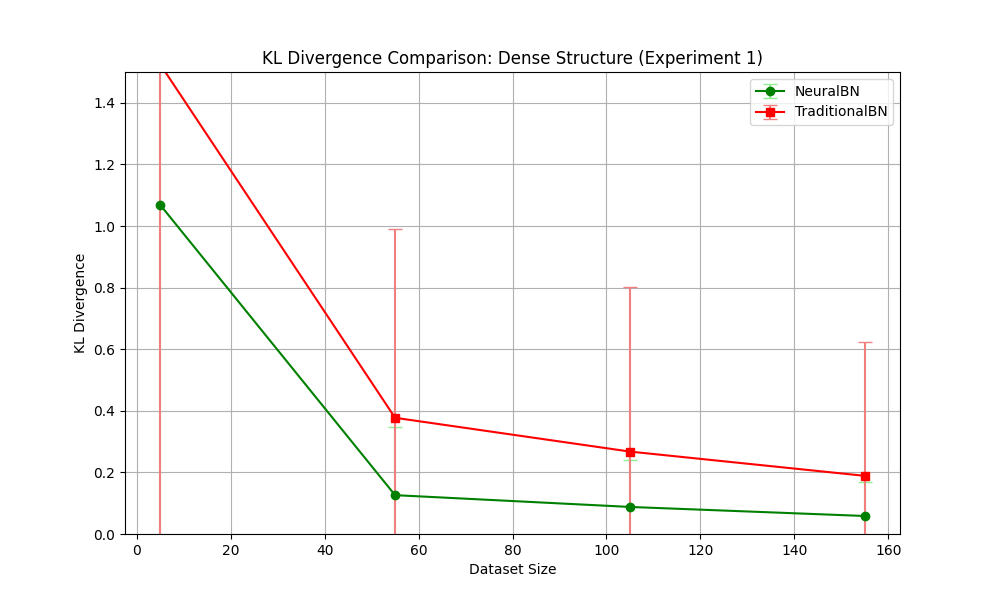 KL Divergence Comparison: Dense Structure (Experiment 1)
NeuralBN
TraditionalBN
KL Divergence
1.4
1.2
1.0
0.8
0.6
0.4
0.2
0.0
0 20 40 60 80 100 120 140 160
Dataset Size